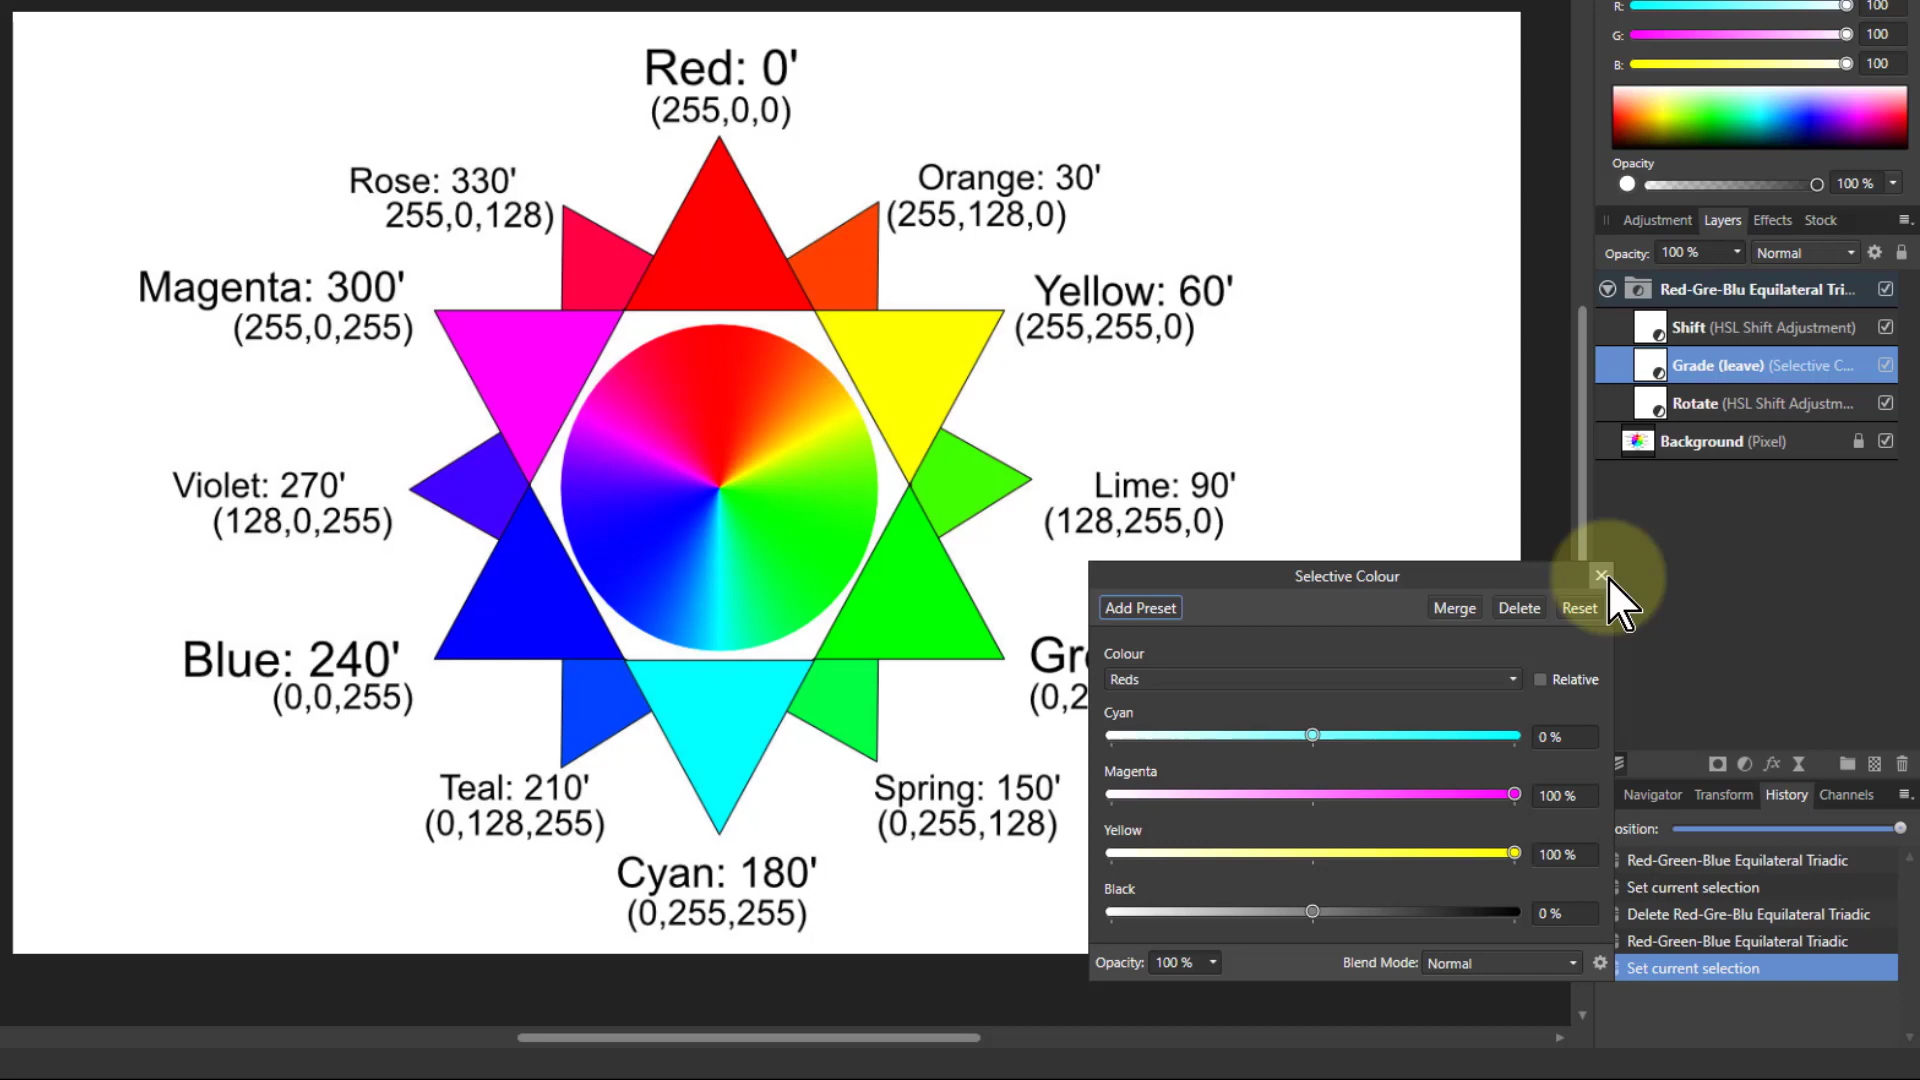 Red: 0'
(255,0,0)
Rose: 330'
255,0,128)
Orange: 30'
(255,128,0)
Magenta: 300'
(255,0,255)
Yellow: 60'
(255,255,0)
Violet: 270'
(128,0,255)
Lime: 90'
(128,255,0)
Blue: 240'
(0,0,255)
Gr
(0,2
Teal: 210'
(0,128,255)
Spring: 150'
(0,255,128)
Cyan: 180'
(0,255,255)
Selective Colour
Add Preset
Merge
Delete
Reset
Colour
Reds
Relative
Cyan
0 %
Magenta
100 %
Yellow
100 %
Black
0 %
Opacity: 100 %
Blend Mode: Normal
R: 100
G: 100
B: 100
Opacity
100 %
Adjustment Layers Effects Stock
Opacity: 100 % Normal
Red-Gre-Blu Equilateral Tri...
Shift (HSL Shift Adjustment)
Grade (leave) (Selective C...
Rotate (HSL Shift Adjustm...
Background (Pixel)
fx
Navigator Transform History Channels
osition:
Red-Green-Blue Equilateral Triadic
Set current selection
Delete Red-Gre-Blu Equilateral Triadic
Red-Green-Blue Equilateral Triadic
Set current selection